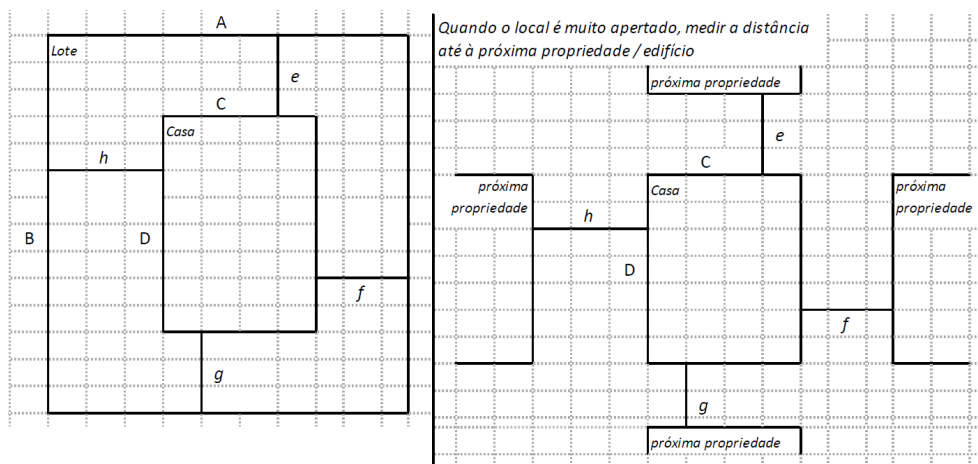 A
Lote
e
C
Casa
h
B
D
f
g
Quando o local é muito apertado, medir a distância
até à próxima propriedade / edifício
próxima propriedade
e
C
próxima
propriedade
Casa
próxima
propriedade
h
D
f
g
próxima propriedade